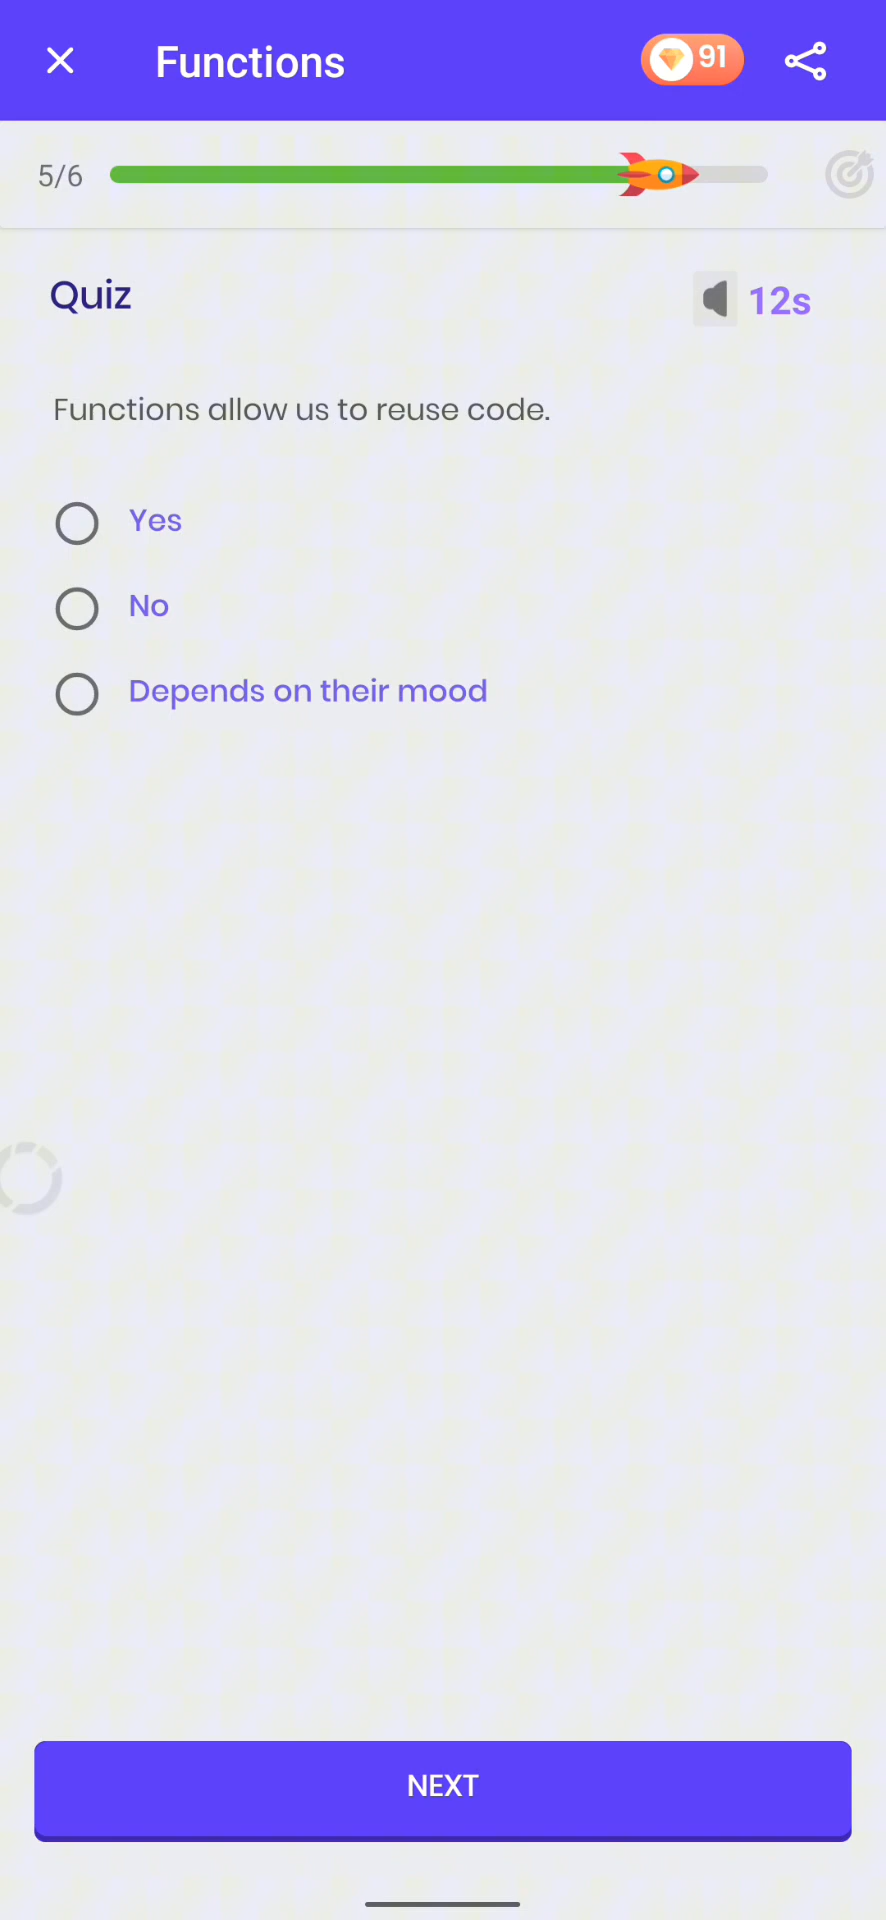 Functions
91
5/6
Quiz
12s
Functions allow us to reuse code.
Yes
No
Depends on their mood
NEXT